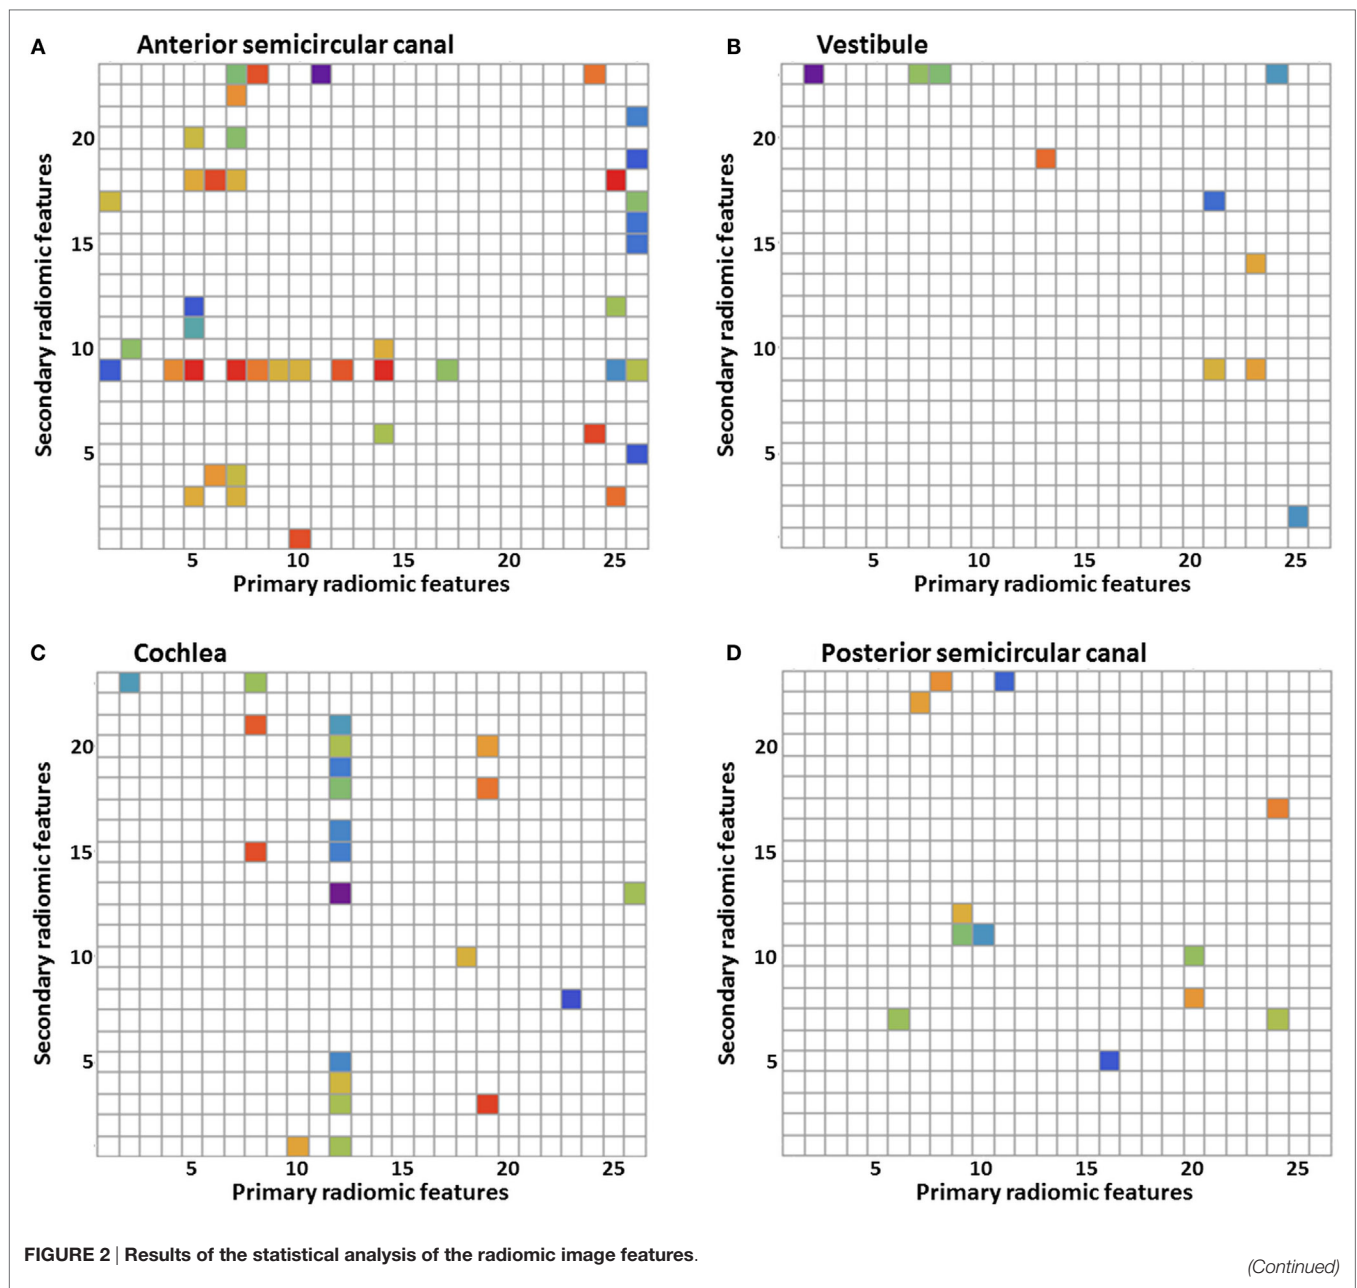 A Anterior semicircular canal
20
15
10
5
Secondary radiomic features
5 10 15 20 25
Primary radiomic features
B Vestibule
20
15
10
5
Secondary radiomic features
5 10 15 20 25
Primary radiomic features
C Cochlea
20
15
10
5
Secondary radiomic features
5 10 15 20 25
Primary radiomic features
D Posterior semicircular canal
20
15
10
5
Secondary radiomic features
5 10 15 20 25
Primary radiomic features
FIGURE 2 | Results of the statistical analysis of the radiomic image features.
(Continued)